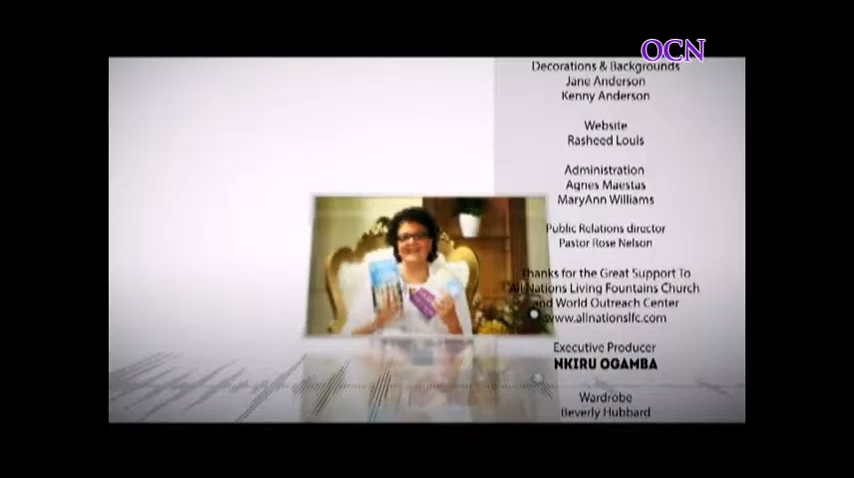 OCN
Decorations & Backgrounds
Jane Anderson
Kenny Anderson
Website
Rasheed Louis
Administration
Agnes Maestas
MaryAnn Williams
Public Relations director
Pastor Rose Nelson
Thanks for the Great Support To
All Nations Living Fountains Church
and World Outreach Center
www.allnationslfc.com
Executive Producer
NKIRU OGAMBA
Wardrobe
Beverly Hubbard